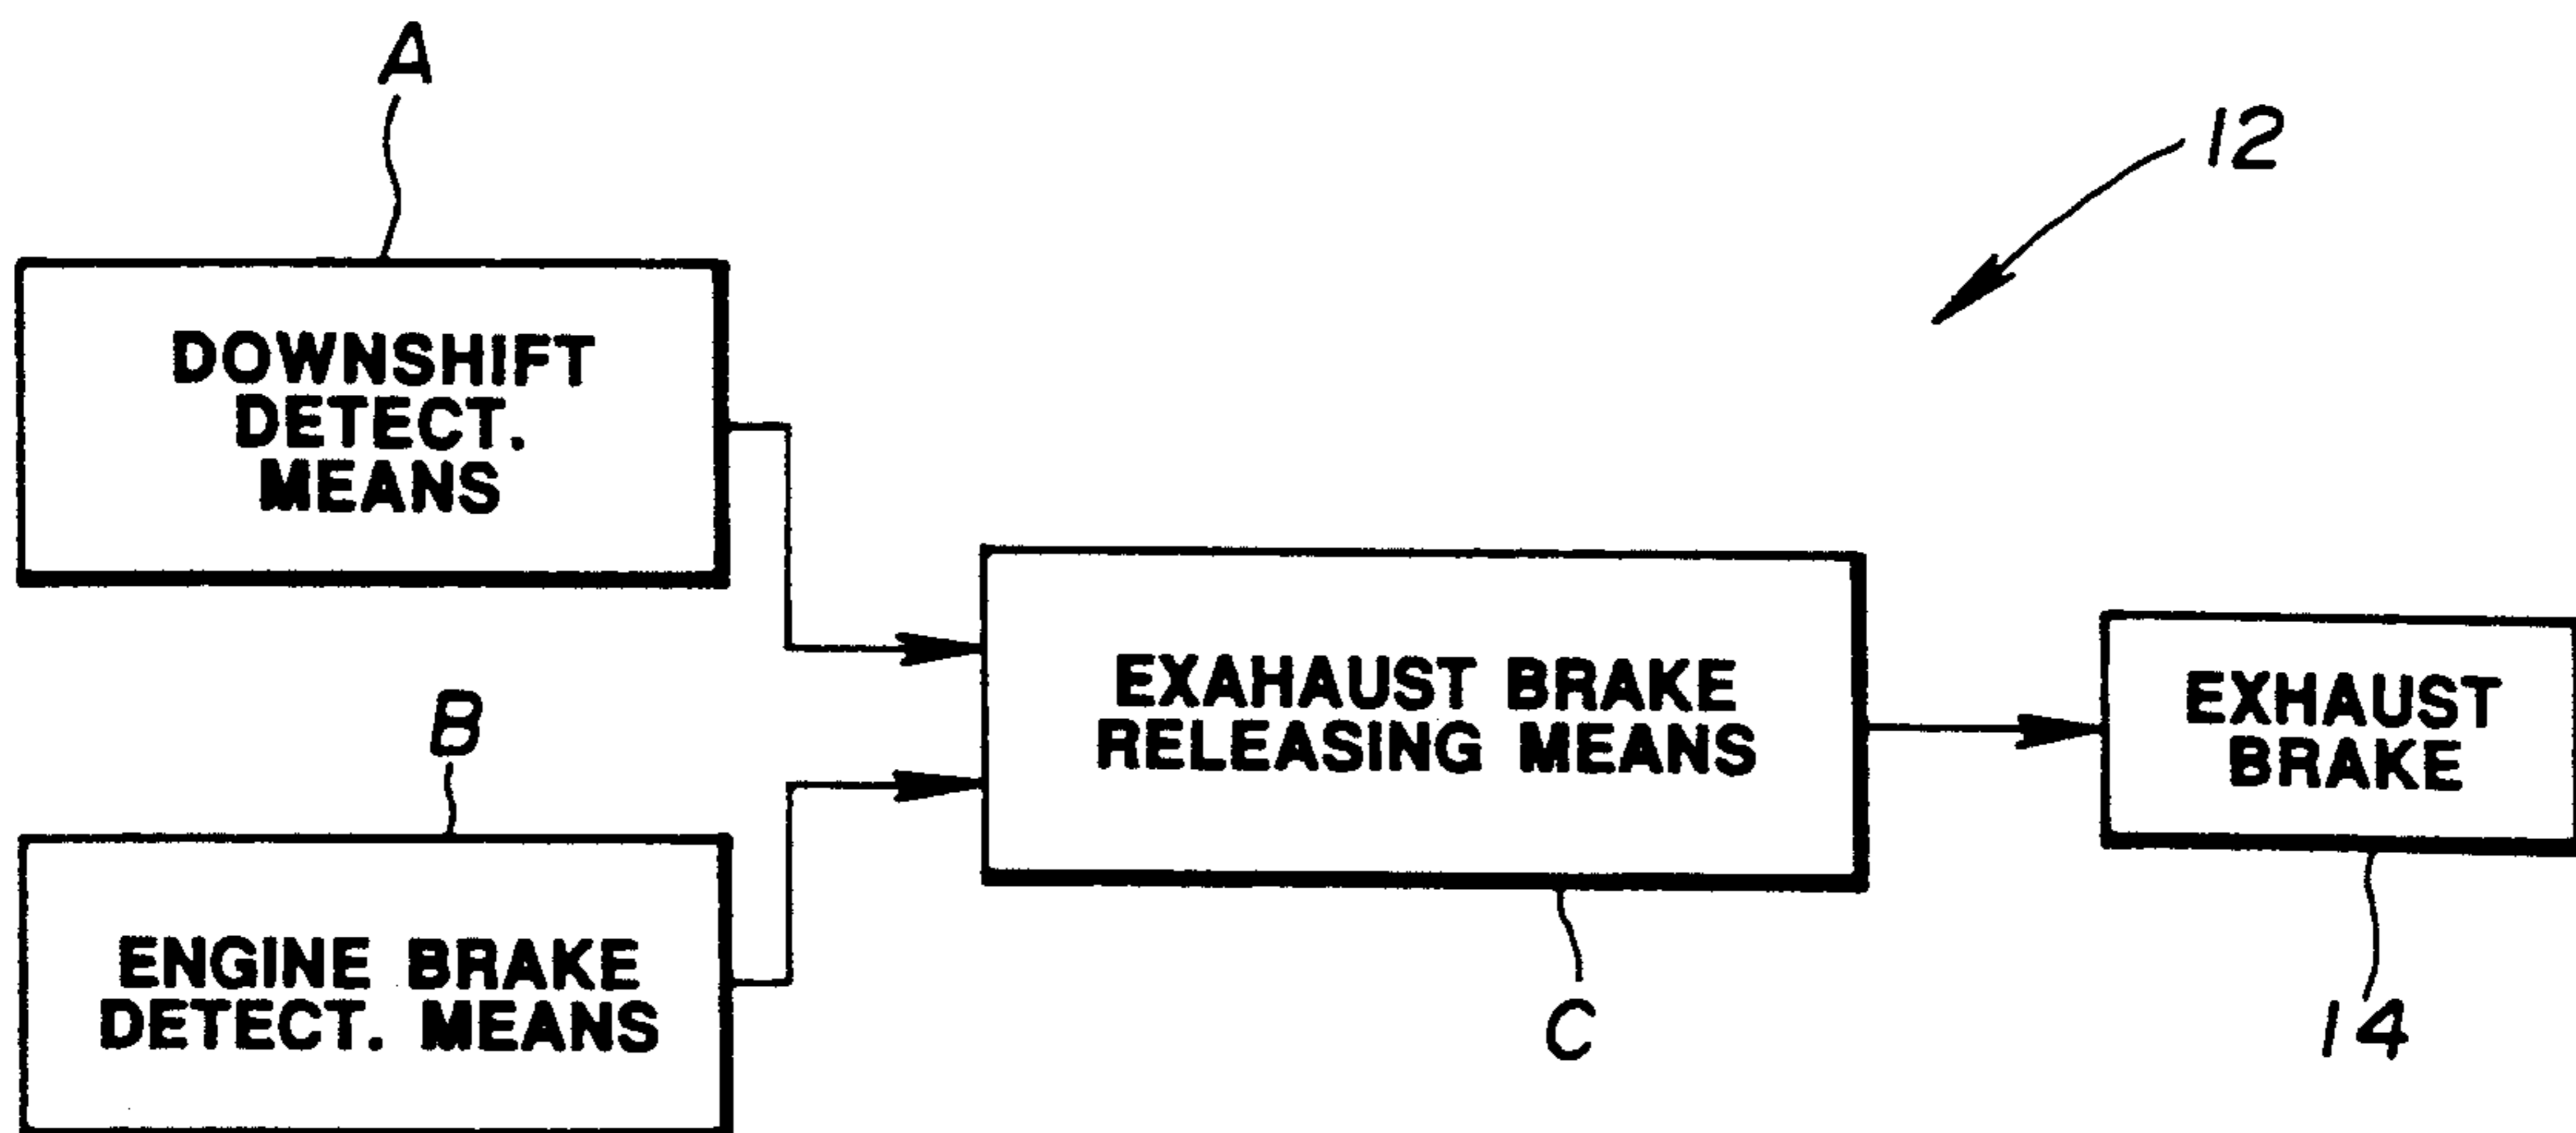 A
12
DOWNSHIFT
DETECT.
MEANS
EXAHAUST BRAKE
RELEASING MEANS
EXHAUST
BRAKE
B
ENGINE BRAKE
DETECT. MEANS
C
14